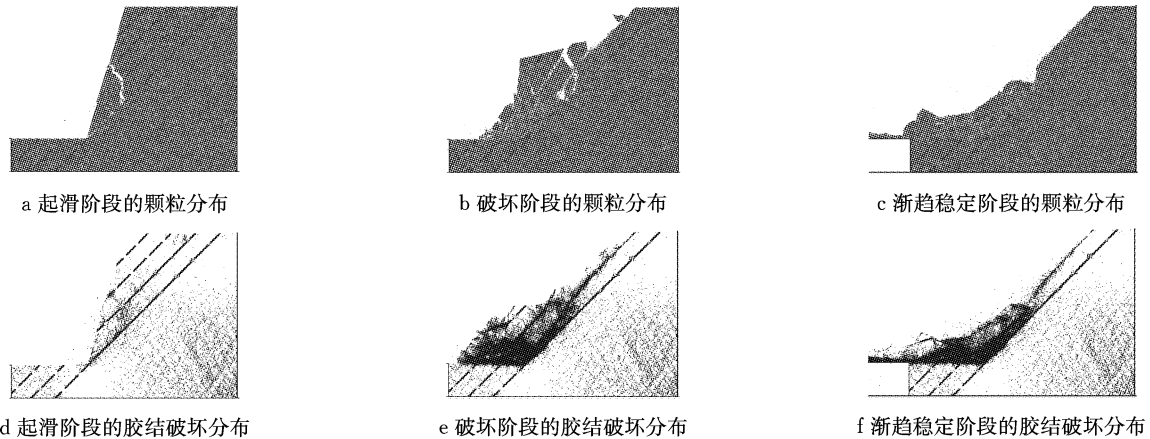 a 起滑阶段的颗粒分布
b 破坏阶段的颗粒分布
c 渐趋稳定阶段的颗粒分布
d 起滑阶段的胶结破坏分布
e 破坏阶段的胶结破坏分布
f 渐趋稳定阶段的胶结破坏分布